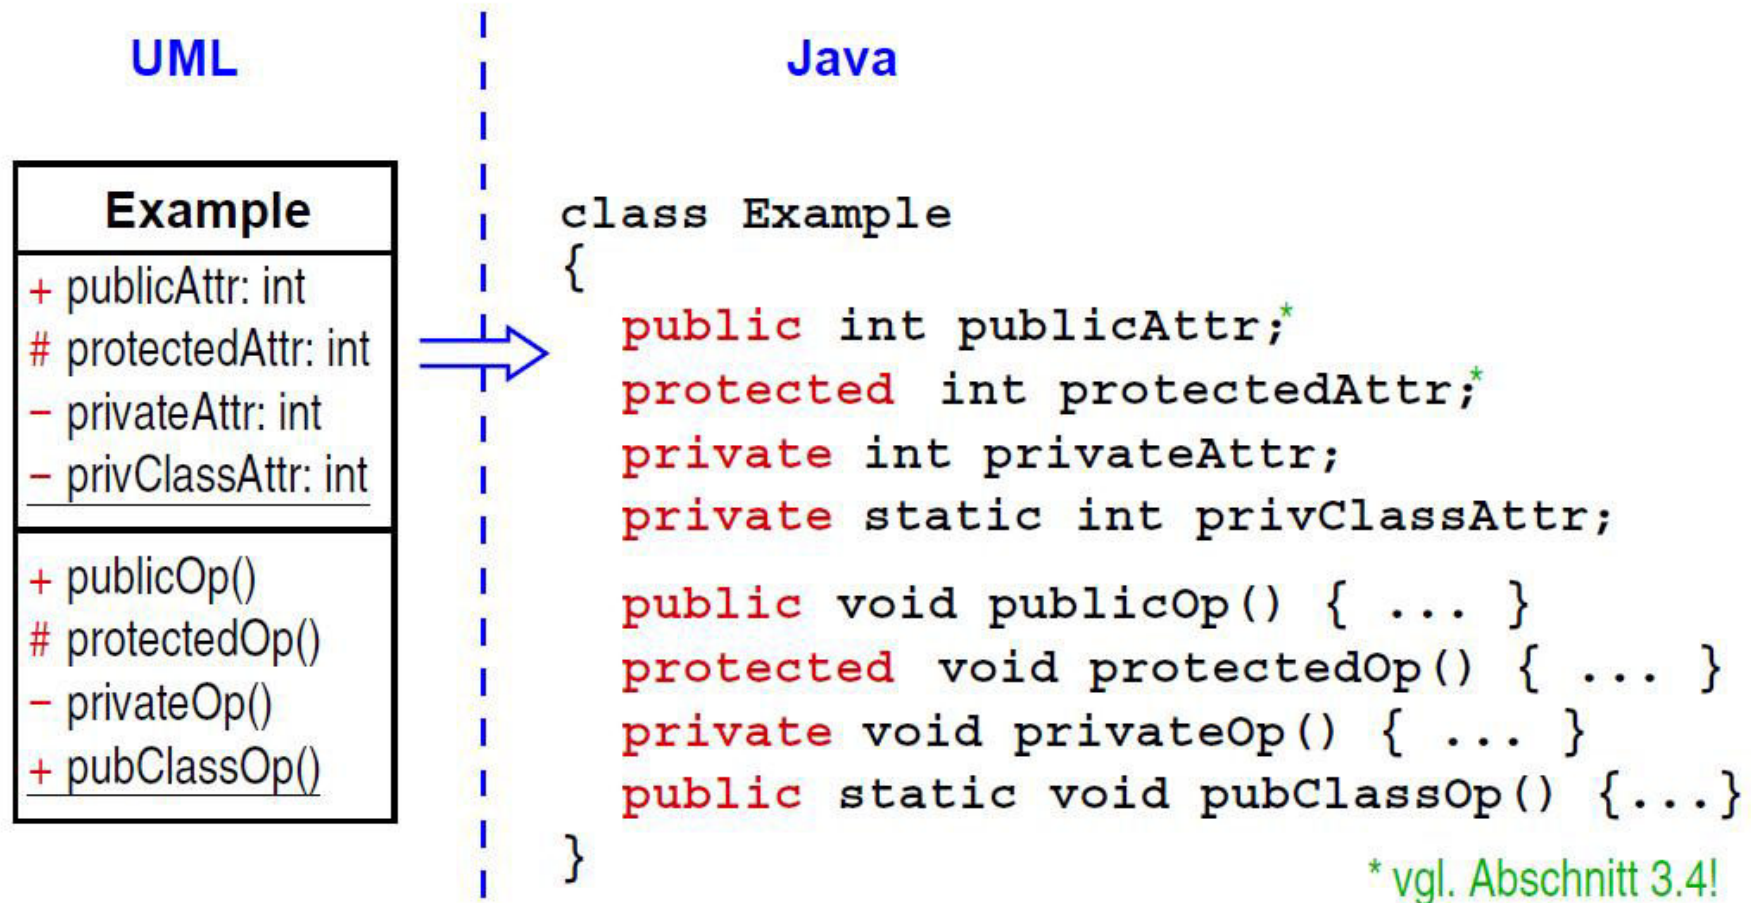 UML
Example
+ publicAttr: int
# protectedAttr: int
– privateAttr: int
– privClassAttr: int
+ publicOp()
# protectedOp()
– privateOp()
+ pubClassOp()
Java
class Example
{
public int publicAttr;*
protected int protectedAttr;*
private int privateAttr;
private static int privClassAttr;
public void publicOp() { ... }
protected void protectedOp() { ... }
private void privateOp() { ... }
public static void pubClassOp() {...}
}
* vgl. Abschnitt 3.4!